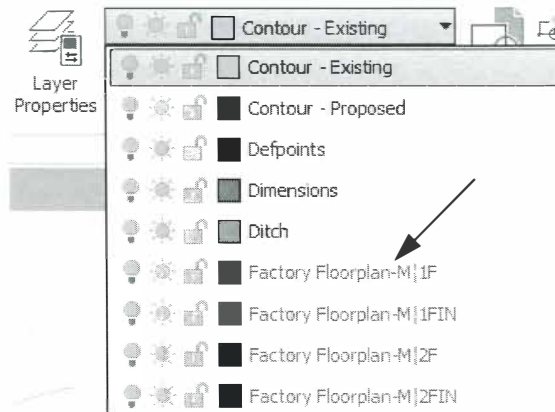 Contour - Existing
Layer
Properties
Contour - Existing
Contour - Proposed
Defpoints
Dimensions
Ditch
Factory Floorplan-M|1F
Factory Floorplan-M|1FIN
Factory Floorplan-M|2F
Factory Floorplan-M|2FIN